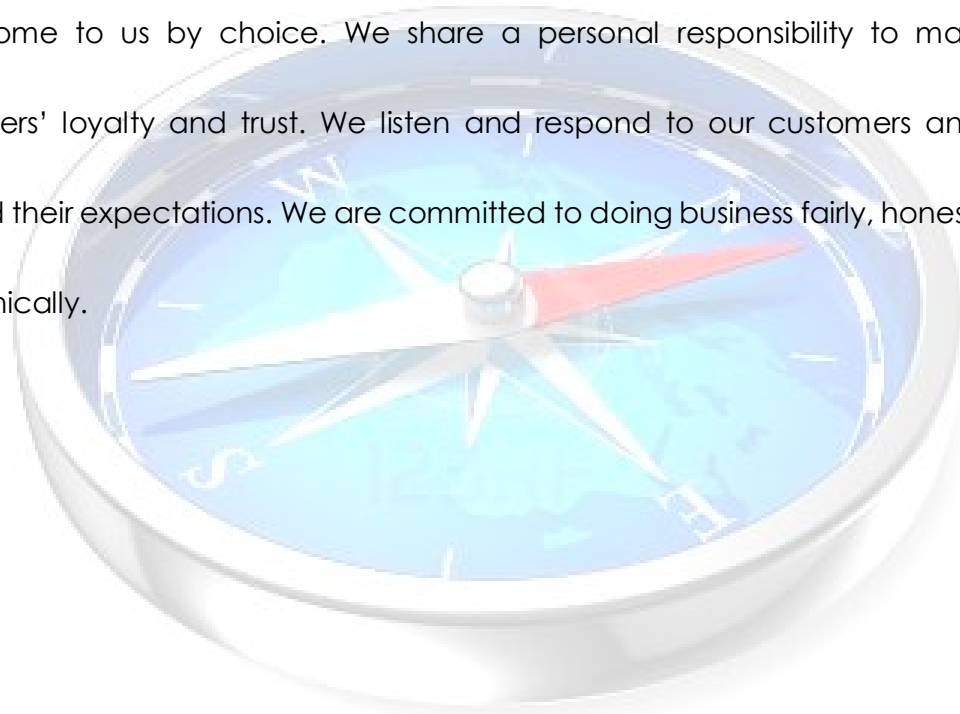 ome to us by choice. We share a personal responsibility to ma
ers’ loyalty and trust. We listen and respond to our customers an
d their expectations. We are committed to doing business fairly, hones
nically.
W
N
S
E